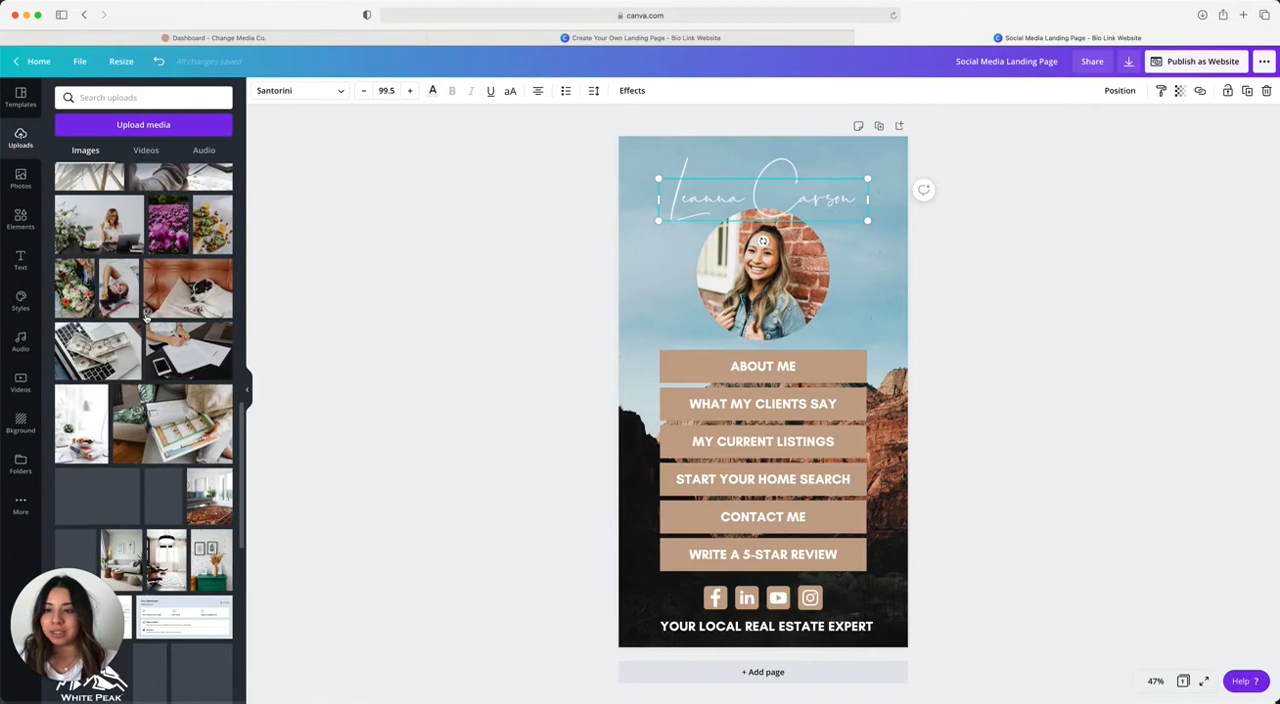 canva.com
Dashboard - Change Media Co.
Create Your Own Landing Page - Bio Link Website
Social Media Landing Page - Bio Link Website
Home
File
Resize
All changes saved
Social Media Landing Page
Share
Publish as Website
Santorini
99.5
A
B
I
U
aA
Effects
Position
Templates
Uploads
Photos
Elements
Text
Styles
Audio
Videos
Bkground
Folders
More
Search uploads
Upload media
Images
Videos
Audio
Leanna Carson
ABOUT ME
WHAT MY CLIENTS SAY
MY CURRENT LISTINGS
START YOUR HOME SEARCH
CONTACT ME
WRITE A 5-STAR REVIEW
YOUR LOCAL REAL ESTATE EXPERT
+ Add page
WHITE PEAK
47%
1
Help ?